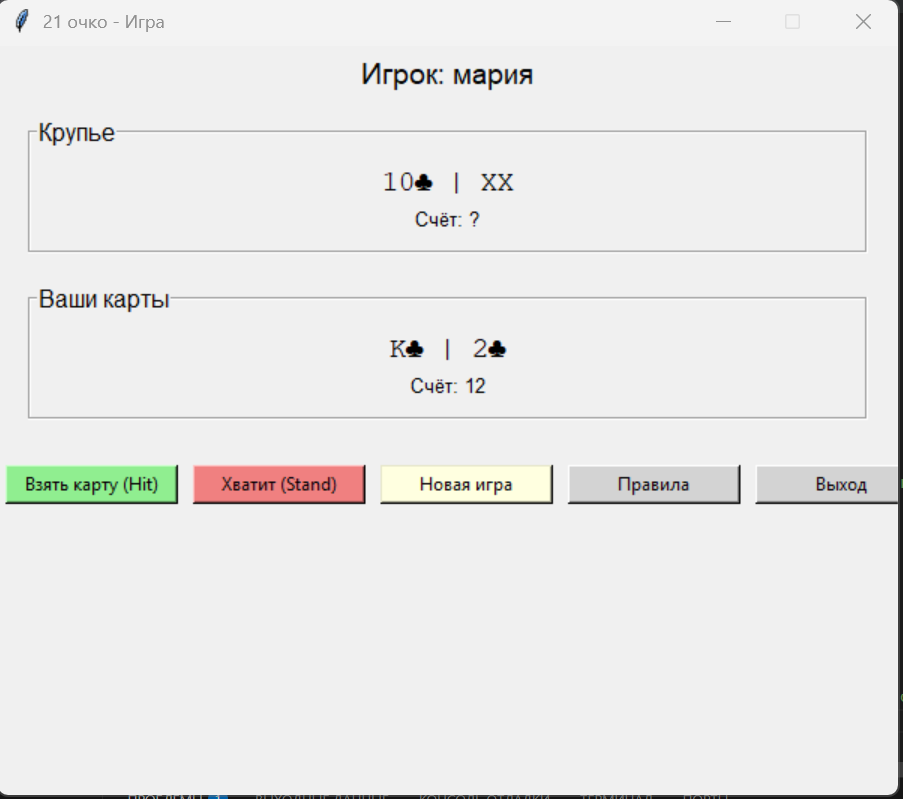 21 очко - Игра
Игрок: мария
Крупье
10♣ | XX
Счёт: ?
Ваши карты
K♣ | 2♣
Счёт: 12
Взять карту (Hit) Хватит (Stand) Новая игра Правила Выход